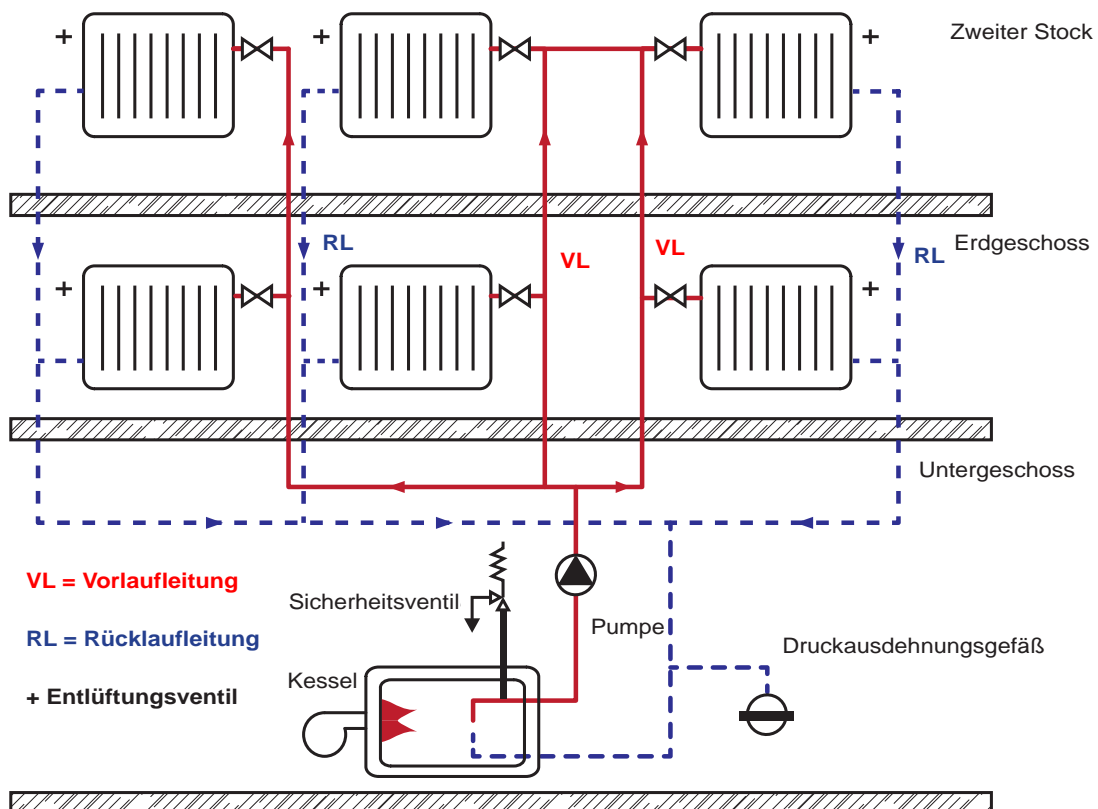 +
+
+
Zweiter Stock
RL
VL
VL
Erdgeschoss
RL
+
+
+
Untergeschoss
VL = Vorlaufleitung
Sicherheitsventil
Pumpe
RL = Rücklaufleitung
Druckausdehnungsgefäß
Kessel
+ Entlüftungsventil